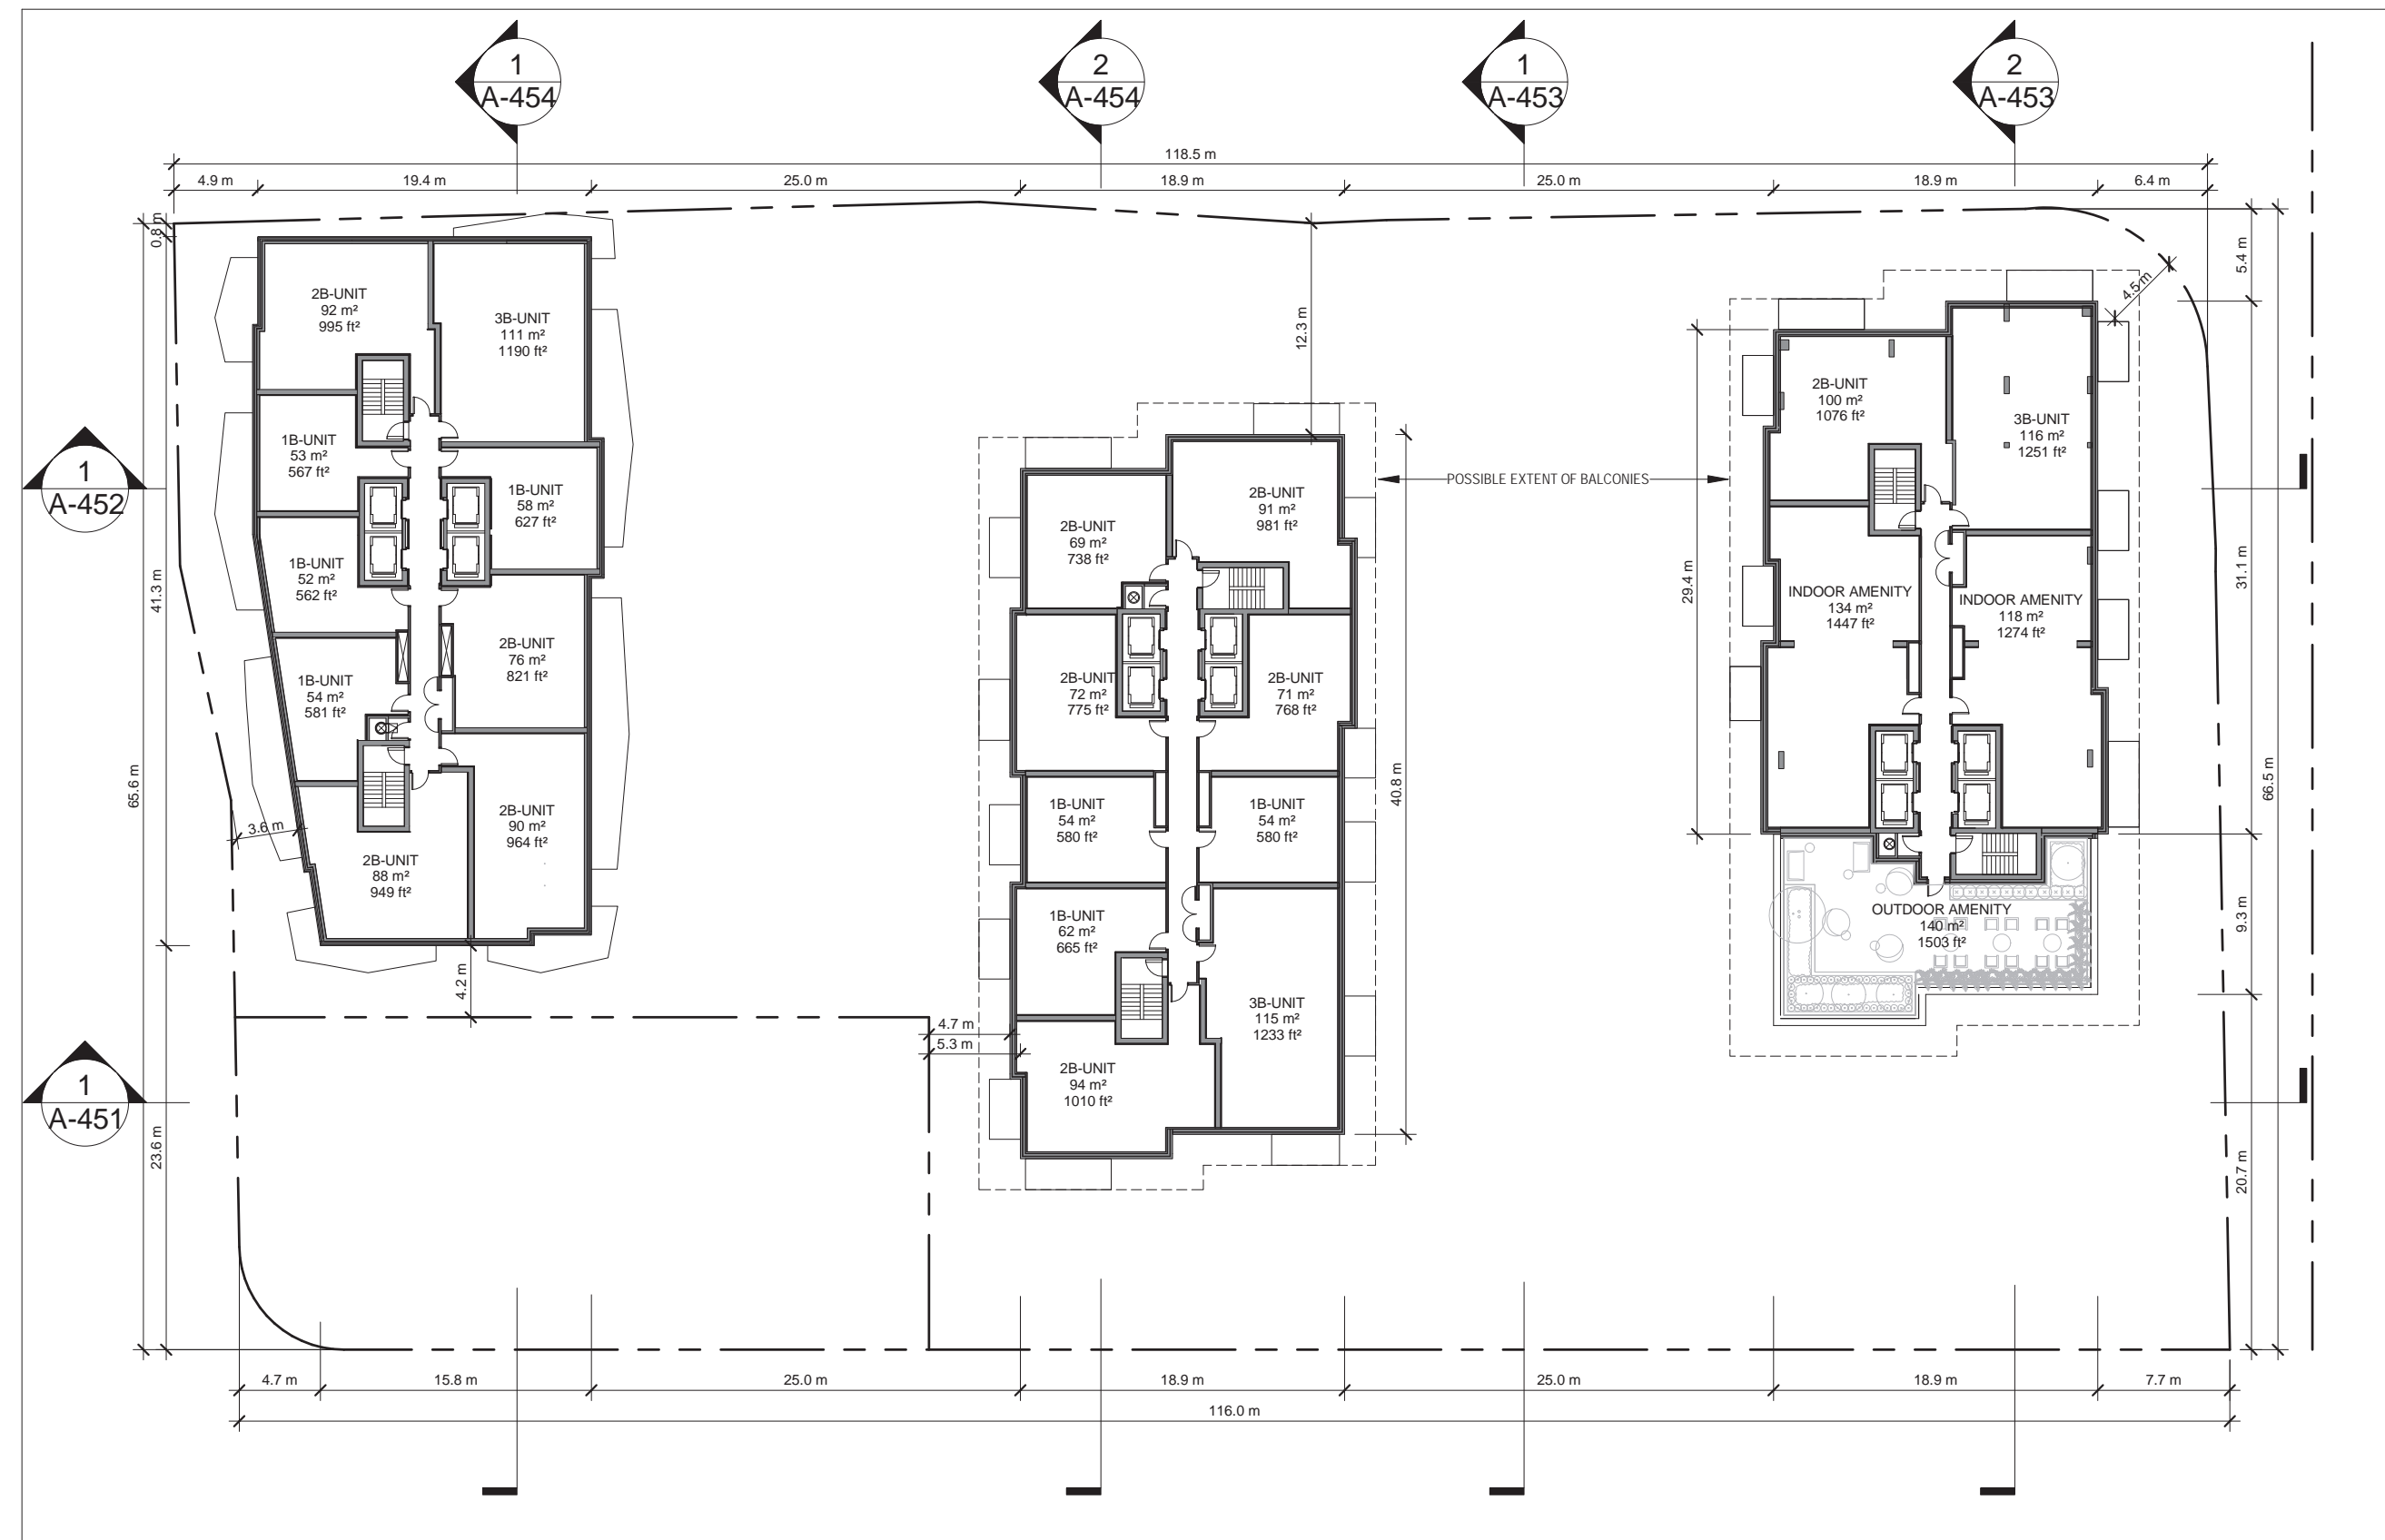 1
A-454
2
A-454
1
A-453
2
A-453
118.5 m
4.9 m
19.4 m
25.0 m
18.9 m
25.0 m
18.9 m
6.4 m
0.8 m
65.6 m
41.3 m
23.6 m
1
A-452
1
A-451
2B-UNIT
92 m²
995 ft²
3B-UNIT
111 m²
1190 ft²
1B-UNIT
53 m²
567 ft²
1B-UNIT
58 m²
627 ft²
1B-UNIT
52 m²
562 ft²
2B-UNIT
76 m²
821 ft²
1B-UNIT
54 m²
581 ft²
2B-UNIT
90 m²
964 ft²
2B-UNIT
88 m²
949 ft²
3.6 m
4.2 m
12.3 m
2B-UNIT
91 m²
981 ft²
2B-UNIT
69 m²
738 ft²
2B-UNIT
72 m²
775 ft²
2B-UNIT
71 m²
768 ft²
1B-UNIT
54 m²
580 ft²
1B-UNIT
54 m²
580 ft²
1B-UNIT
62 m²
665 ft²
3B-UNIT
115 m²
1233 ft²
2B-UNIT
94 m²
1010 ft²
4.7 m
5.3 m
40.8 m
POSSIBLE EXTENT OF BALCONIES
29.4 m
2B-UNIT
100 m²
1076 ft²
3B-UNIT
116 m²
1251 ft²
INDOOR AMENITY
134 m²
1447 ft²
INDOOR AMENITY
118 m²
1274 ft²
OUTDOOR AMENITY
140 m²
1503 ft²
4.5 m
5.4 m
31.1 m
66.5 m
9.3 m
20.7 m
4.7 m
15.8 m
25.0 m
18.9 m
25.0 m
18.9 m
7.7 m
116.0 m